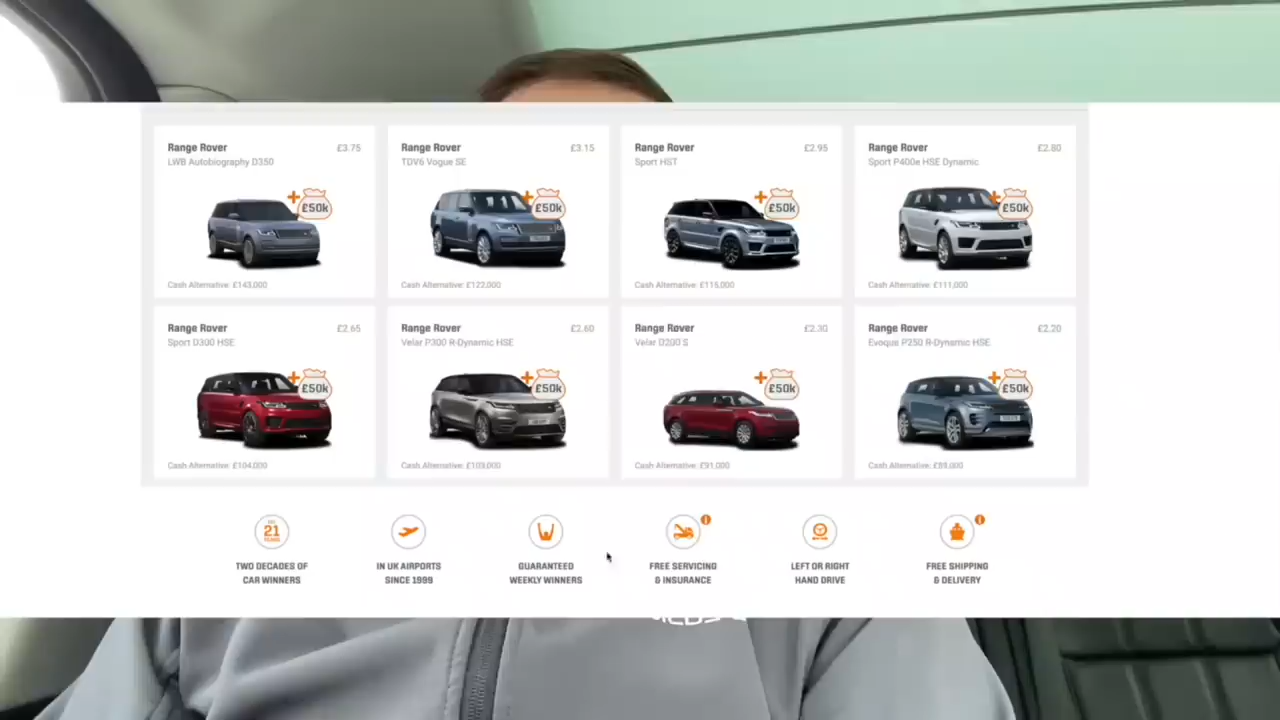 Range Rover £3.75
LWB Autobiography D350
+ £50k
Cash Alternative: £143,000
Range Rover £3.15
TDV6 Vogue SE
+ £50k
Cash Alternative: £122,000
Range Rover £2.95
Sport HST
+ £50k
Cash Alternative: £115,000
Range Rover £2.80
Sport P400e HSE Dynamic
+ £50k
Cash Alternative: £111,000
Range Rover £2.65
Sport D300 HSE
+ £50k
Cash Alternative: £104,000
Range Rover £2.60
Velar P300 R-Dynamic HSE
+ £50k
Cash Alternative: £103,000
Range Rover £2.30
Velar D200 S
+ £50k
Cash Alternative: £91,000
Range Rover £2.20
Evoque P250 R-Dynamic HSE
+ £50k
Cash Alternative: £89,000
21
YEARS
TWO DECADES OF
CAR WINNERS
IN UK AIRPORTS
SINCE 1999
GUARANTEED
WEEKLY WINNERS
FREE SERVICING
& INSURANCE
LEFT OR RIGHT
HAND DRIVE
FREE SHIPPING
& DELIVERY